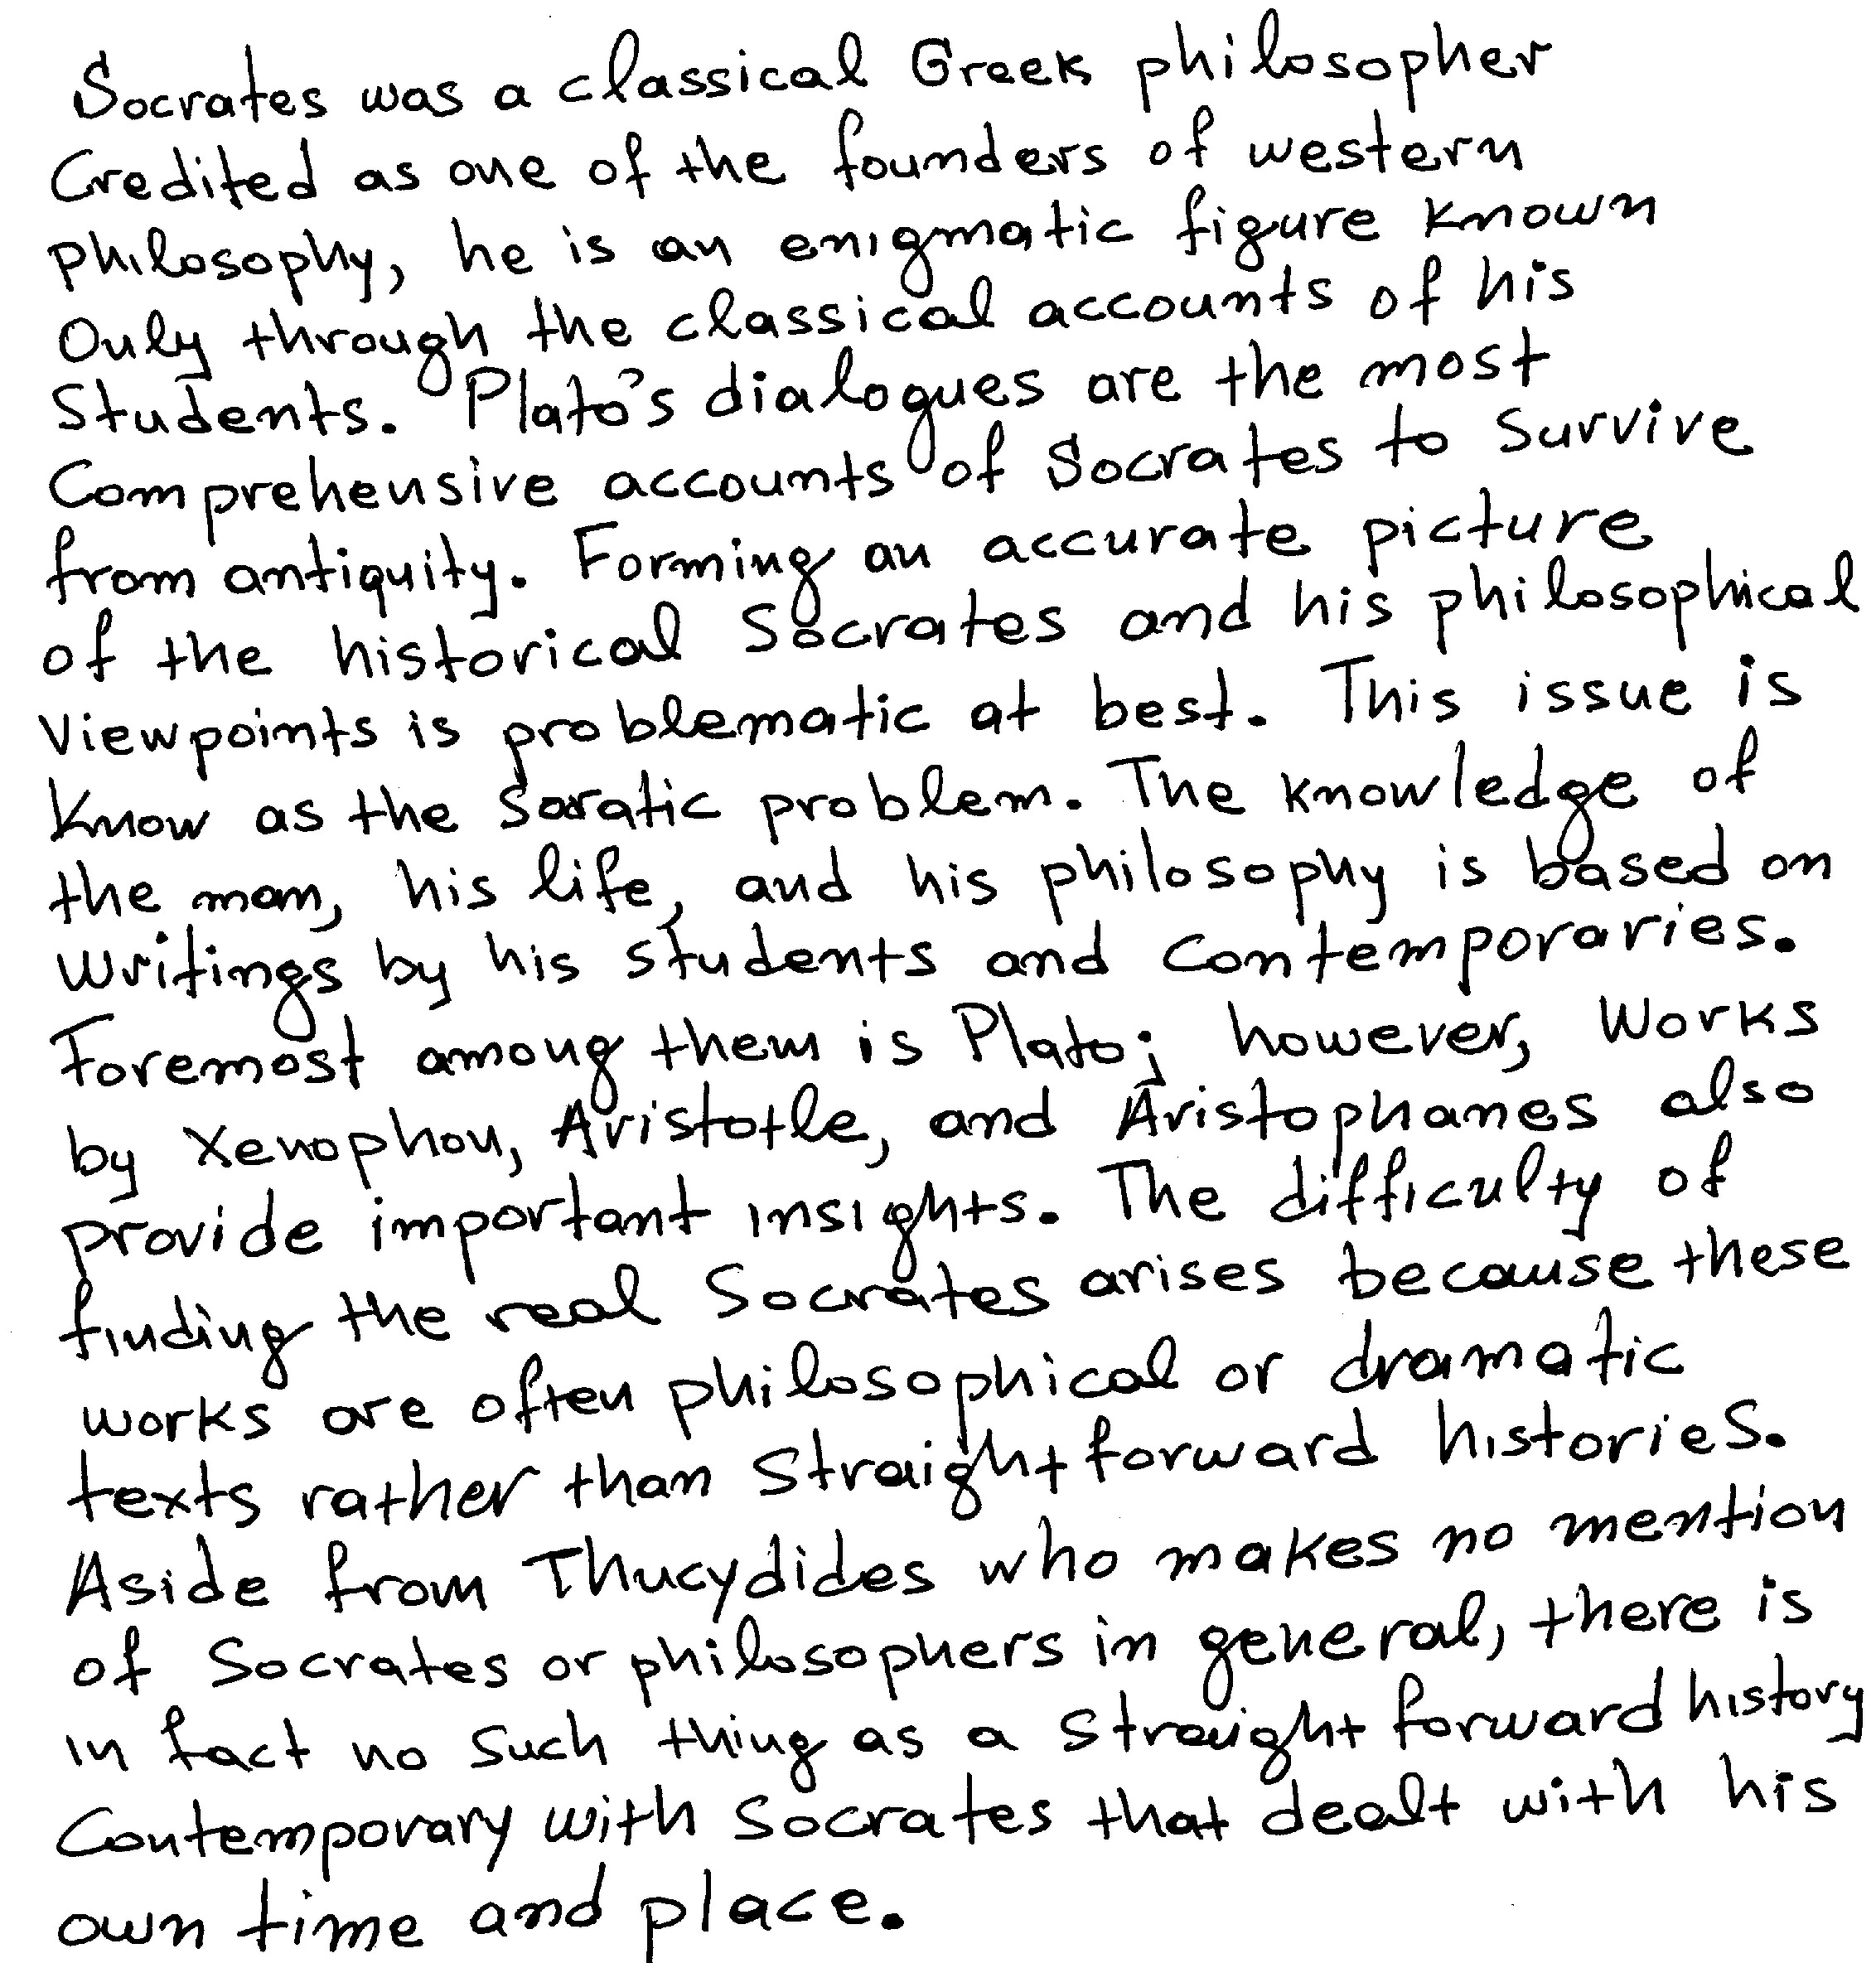 Socrates was a classical Greek philosopher
Credited as one of the founders of western
philosophy, he is an enigmatic figure known
Only through the classical accounts of his
Students. Plato's dialogues are the most
Comprehensive accounts of Socrates to survive
from antiquity. Forming an accurate picture
of the historical Socrates and his philosophical
viewpoints is problematic at best. This issue is
Know as the Soratic problem. The knowledge of
the man, his life, and his philosophy is based on
writings by his students and contemporaries.
Foremost among them is Plato; however, works
by Xenophon, Aristotle, and Aristophanes also
provide important insights. The difficulty of
finding the real Socrates arises because these
works are often philosophical or dramatic
texts rather than straight forward histories.
Aside from Thucydides who makes no mention
of Socrates or philosophers in general, there is
in fact no such thing as a straight forward history
Contemporary with Socrates that dealt with his
own time and place.